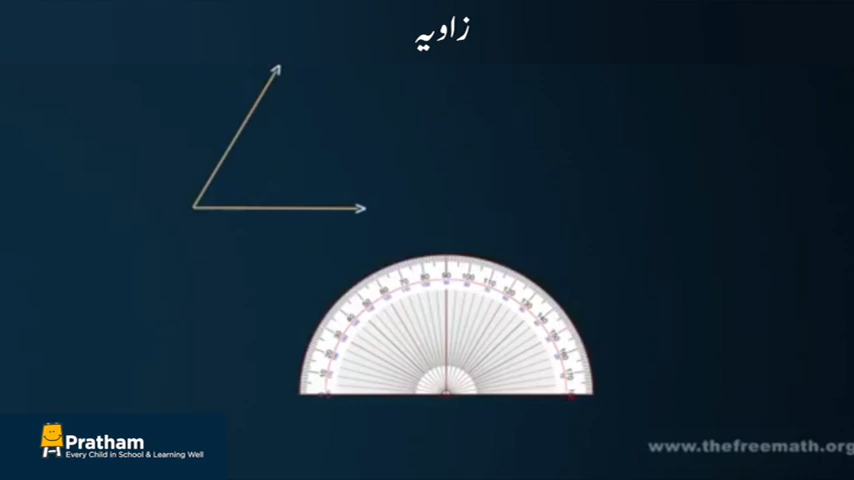 زاویہ
Pratham
Every Child in School & Learning Well
www.thefreemath.org